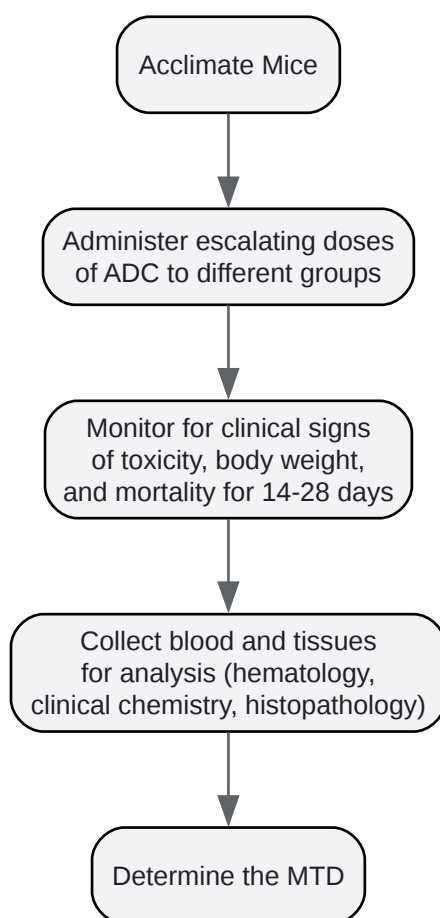 Acclimate Mice
Administer escalating doses
of ADC to different groups
Monitor for clinical signs
of toxicity, body weight,
and mortality for 14-28 days
Collect blood and tissues
for analysis (hematology,
clinical chemistry, histopathology)
Determine the MTD